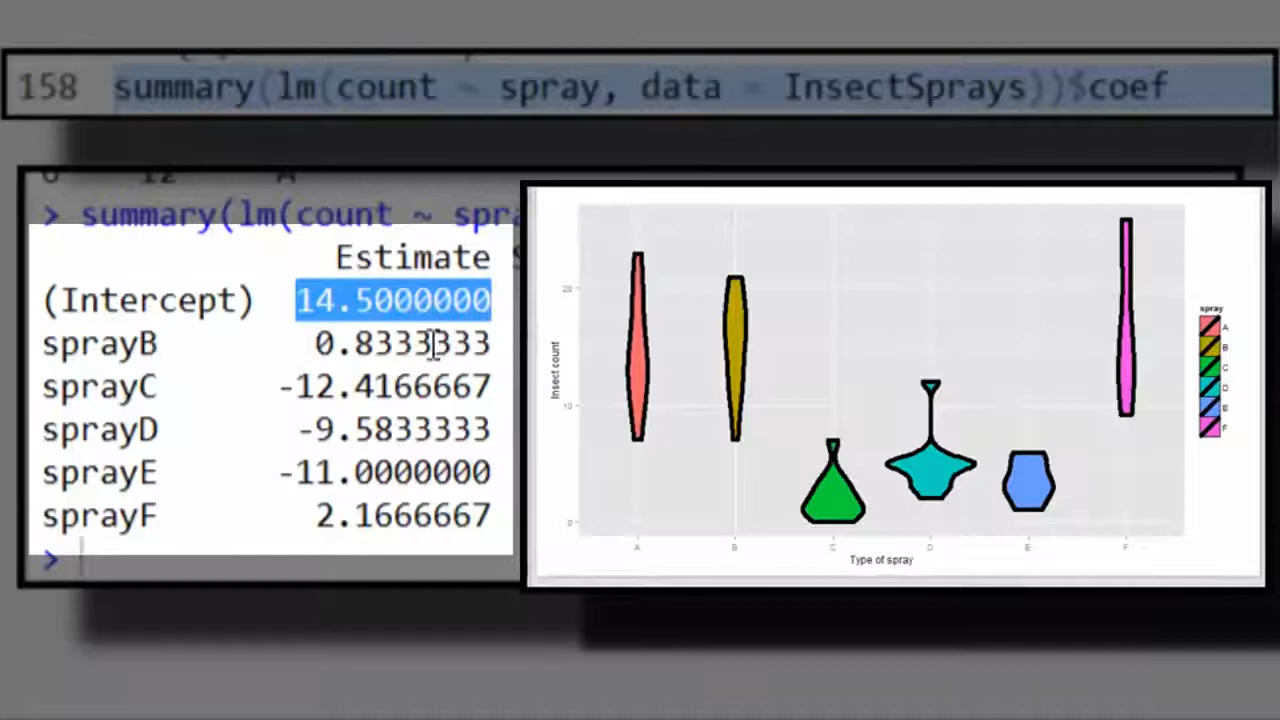 158 summary(lm(count ~ spray, data = InsectSprays))$coef
6 12 A
> summary(lm(count ~ spra
Estimate
(Intercept) 14.5000000
sprayB 0.8333333
sprayC -12.4166667
sprayD -9.5833333
sprayE -11.0000000
sprayF 2.1666667
>
Insect count
20
10
0
A B C D E F
Type of spray
spray
A
B
C
D
E
F